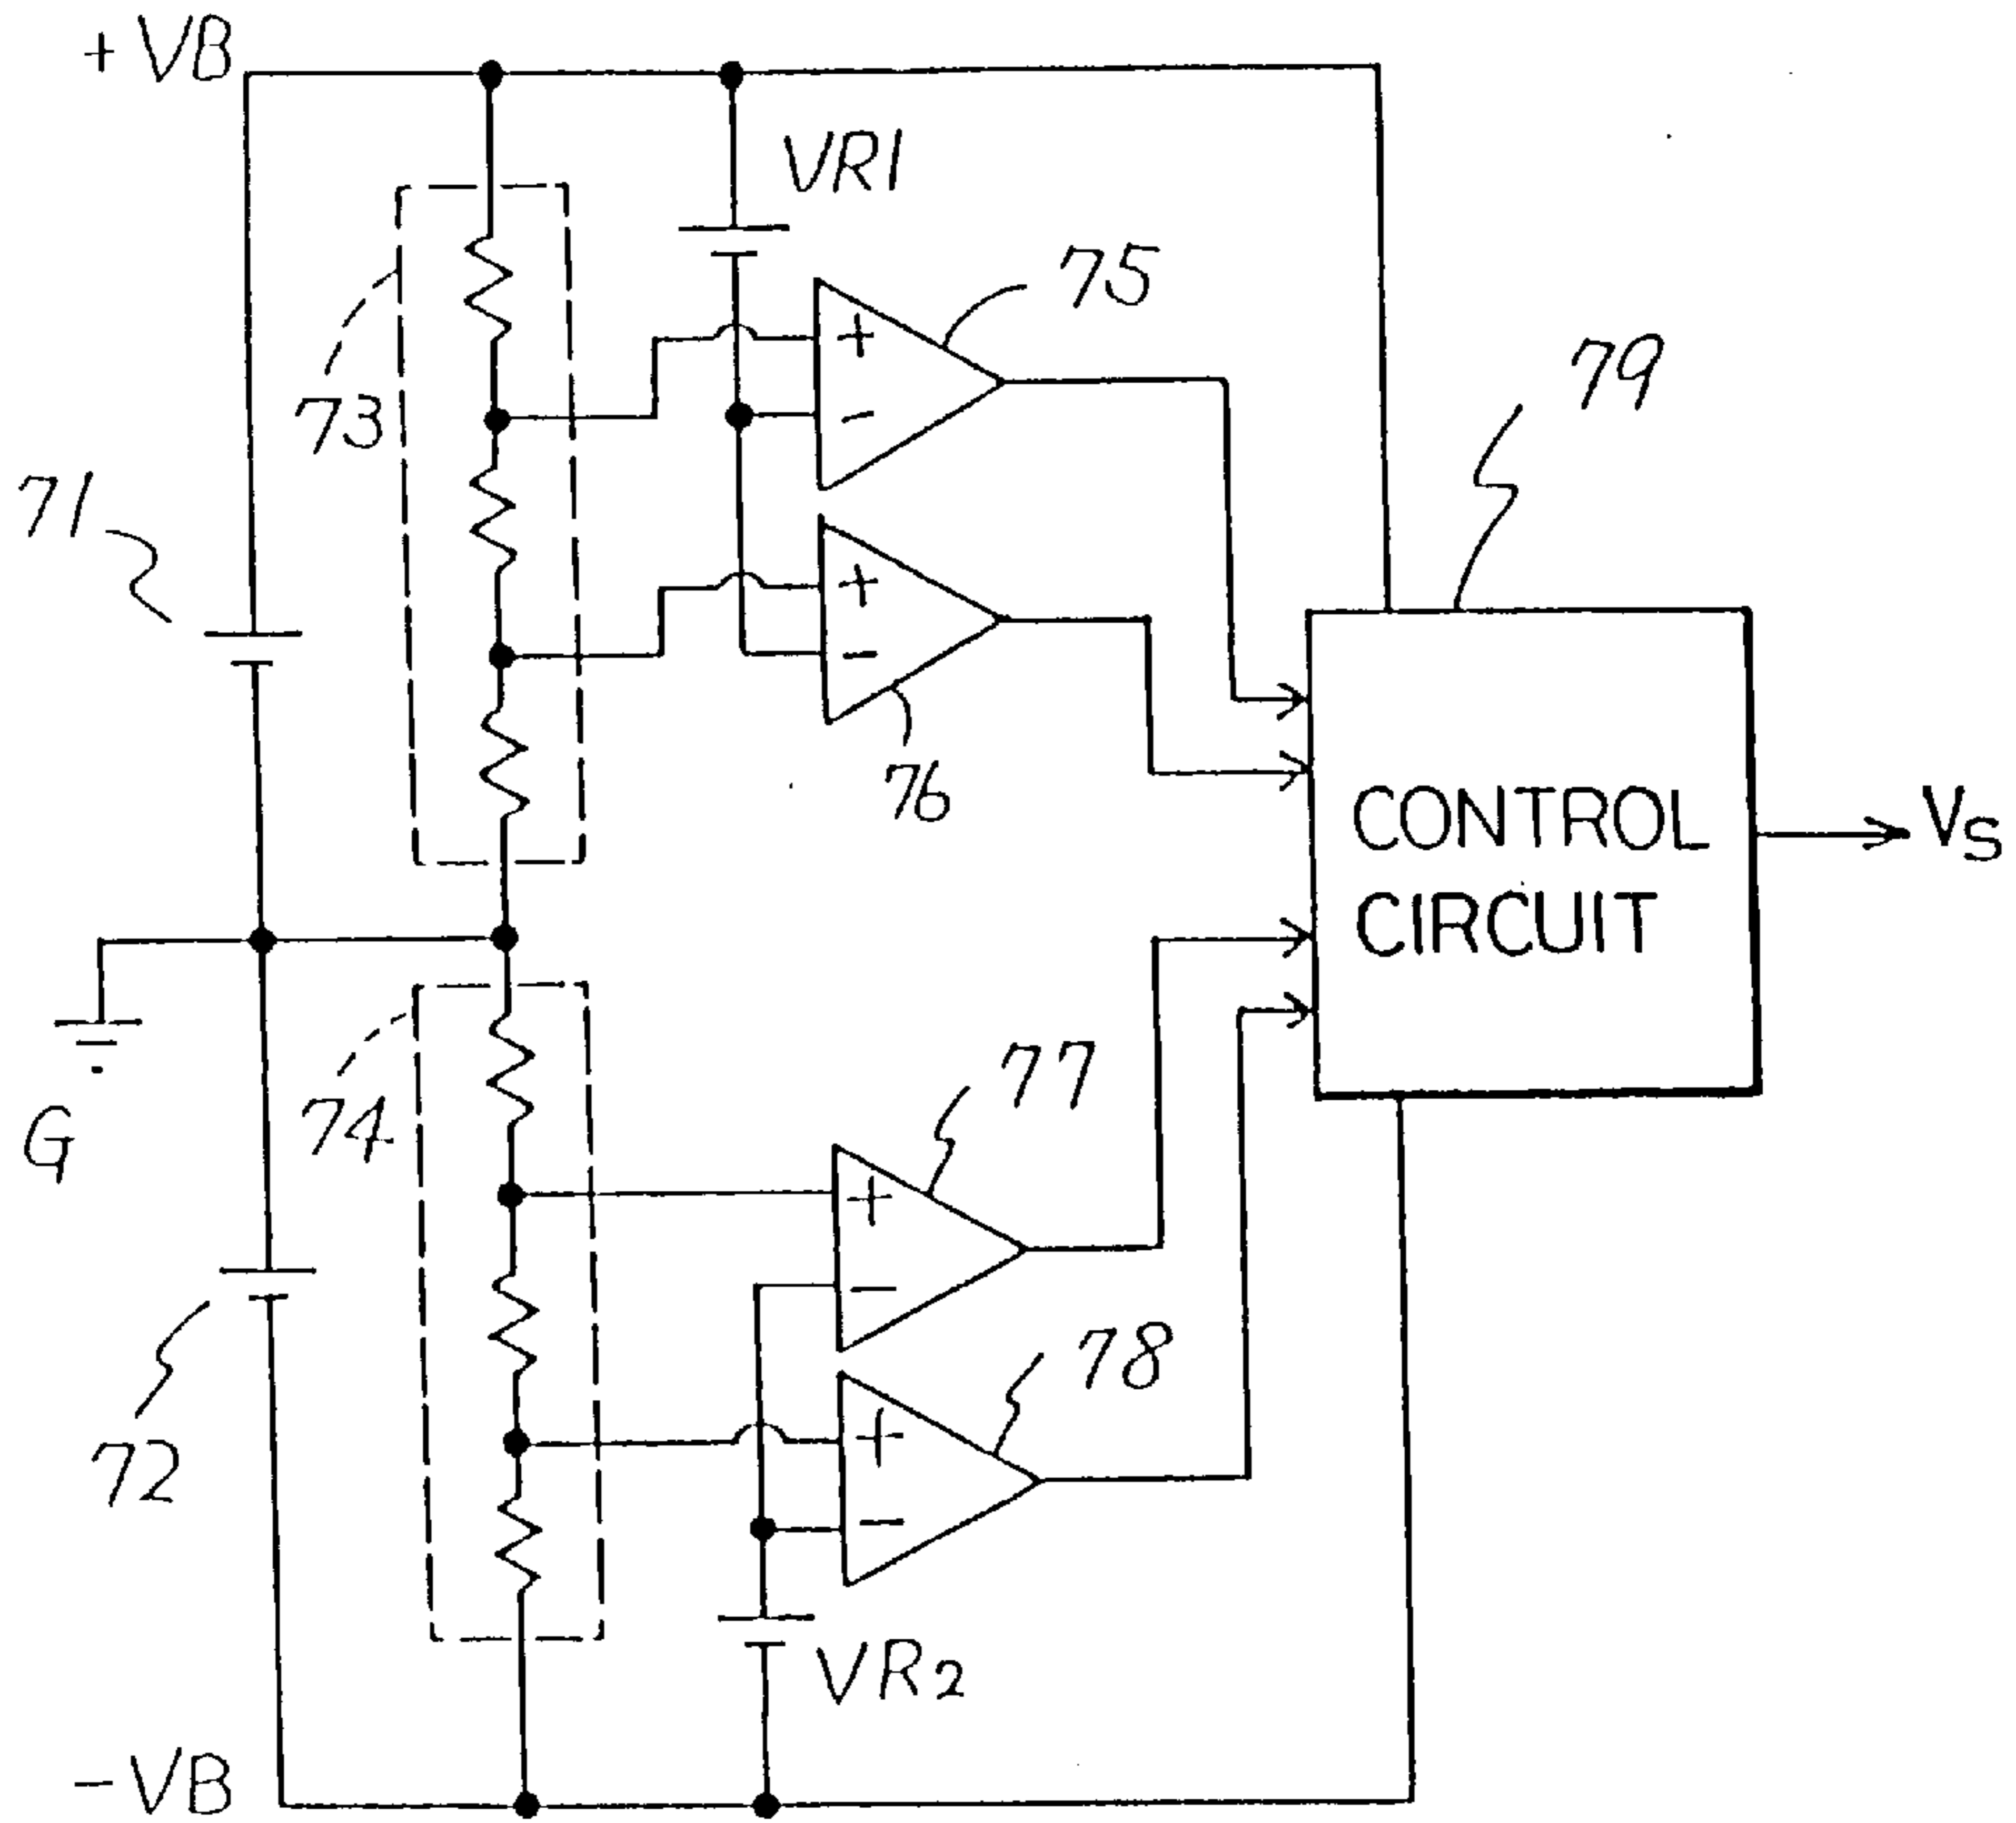 +VB
VR1
75
79
73
71
+
-
+
-
76
CONTROL
CIRCUIT
VS
G
74
77
+
-
78
+
-
72
VR2
-VB